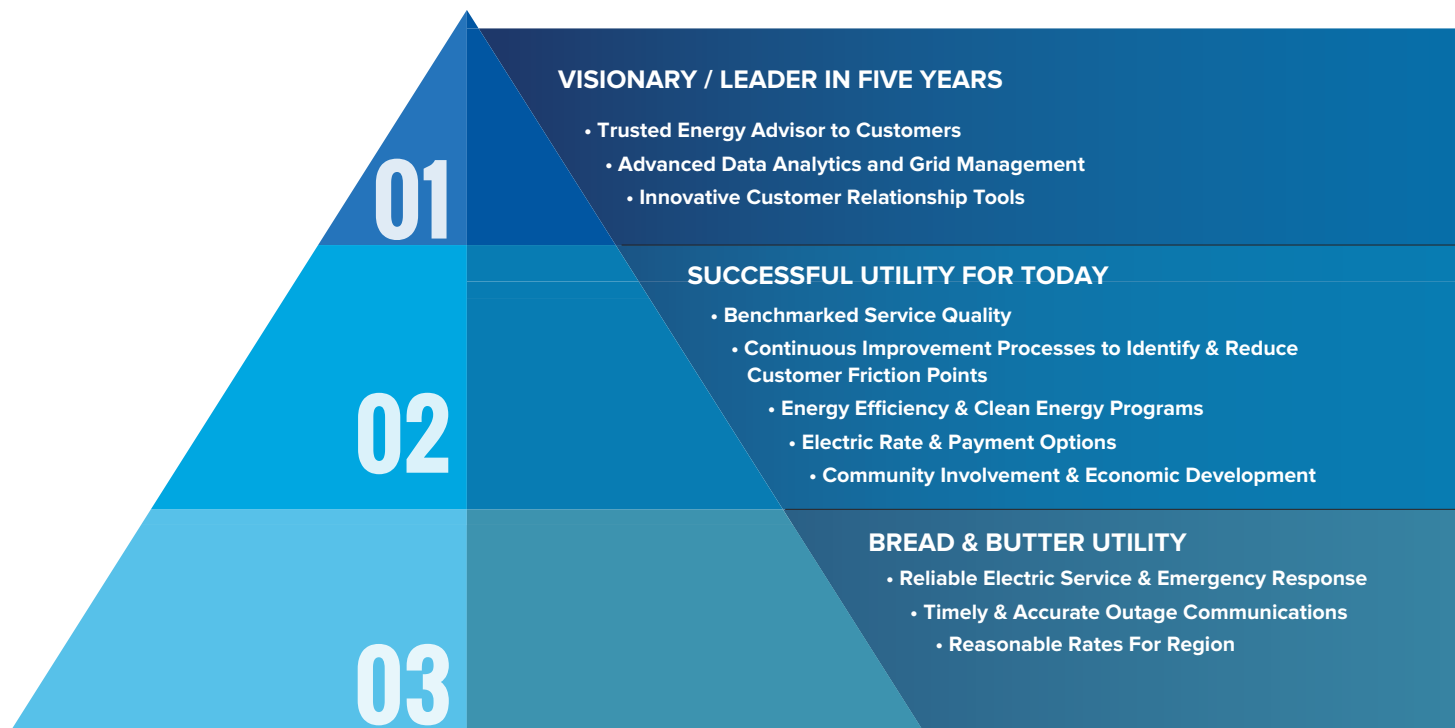 VISIONARY / LEADER IN FIVE YEARS
• Trusted Energy Advisor to Customers
• Advanced Data Analytics and Grid Management
• Innovative Customer Relationship Tools
01
SUCCESSFUL UTILITY FOR TODAY
• Benchmarked Service Quality
• Continuous Improvement Processes to Identify & Reduce
Customer Friction Points
• Energy Efficiency & Clean Energy Programs
• Electric Rate & Payment Options
• Community Involvement & Economic Development
02
BREAD & BUTTER UTILITY
• Reliable Electric Service & Emergency Response
• Timely & Accurate Outage Communications
• Reasonable Rates For Region
03